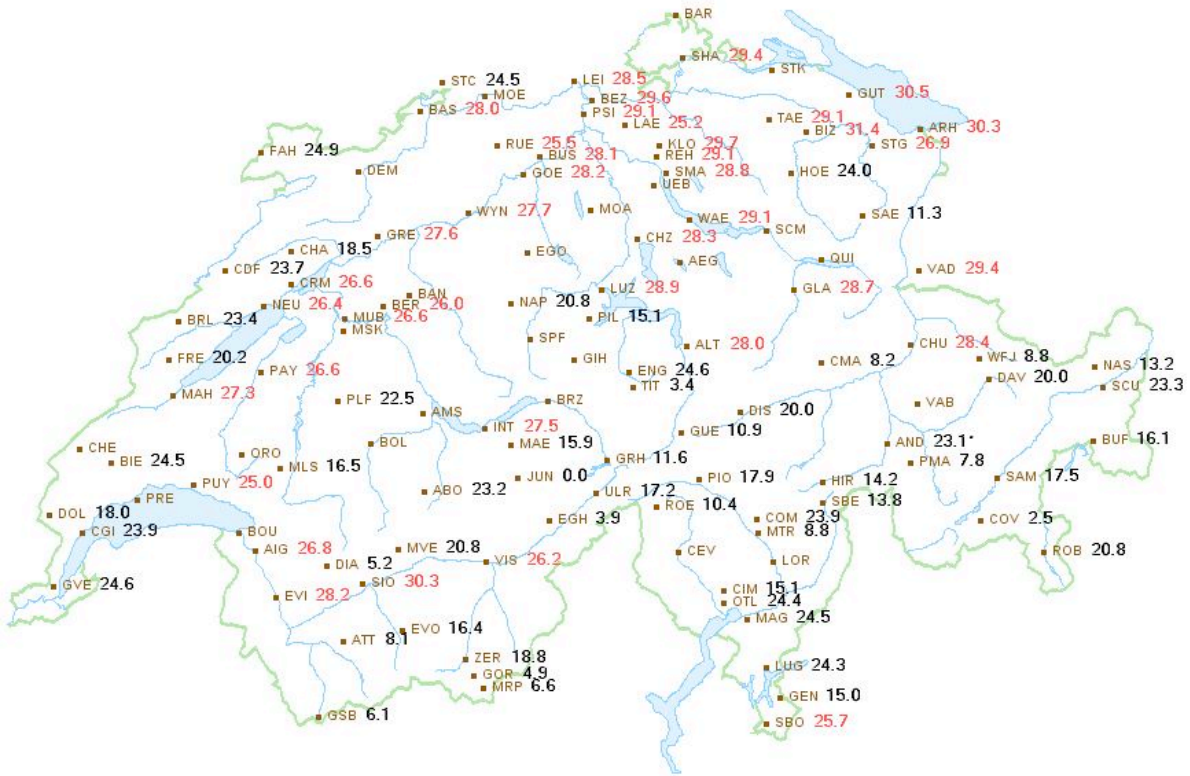 BAR
SHA 29.4
STK
STC 24.5
LEI 28.5
MOE
BEZ 29.6
GUT 30.5
BAS 28.0
PSI 29.1
LAE 25.2
TAE 29.1
BIZ 31.4
ARH 30.3
RUE 25.5
KLO 29.7
STG 26.9
FAH 24.9
BUS 28.1
REH 29.1
DEM
GOE 28.2
SMA 28.8
HOE 24.0
UEB
WYN 27.7
MOA
SAE 11.3
WAE 29.1
SCM
GRE 27.6
CHZ 28.3
CHA 18.5
EGO
AEG
QUI
CDF 23.7
VAD 29.4
CRM 26.6
LUZ 28.9
GLA 28.7
BAN
NEU 26.4
BER 26.0
NAP 20.8
BRL 23.4
MUB 26.6
PIL 15.1
MSK
SPF
ALT 28.0
CHU 28.4
FRE 20.2
GIH
CMA 8.2
WFJ 8.8
NAS 13.2
PAY 26.6
ENG 24.6
DAV 20.0
TIT 3.4
SCU 23.3
MAH 27.3
PLF 22.5
BRZ
VAB
AMS
DIS 20.0
INT 27.5
GUE 10.9
CHE
BOL
MAE 15.9
AND 23.1*
BUF 16.1
ORO
BIE 24.5
MLS 16.5
GRH 11.6
PMA 7.8
JUN 0.0
PIO 17.9
HIR 14.2
SAM 17.5
PUY 25.0
ABO 23.2
ULR 17.2
PRE
ROE 10.4
SBE 13.8
DOL 18.0
EGH 3.9
COM 23.9
COV 2.5
CGI 23.9
BOU
MTR 8.8
AIG 26.8
MVE 20.8
CEV
ROB 20.8
DIA 5.2
VIS 26.2
LOR
GVE 24.6
SIO 30.3
CIM 15.1
EVI 28.2
OTL 24.4
MAG 24.5
EVO 16.4
ATT 8.1
ZER 18.8
LUG 24.3
GOR 4.9
MRP 6.6
GEN 15.0
GSB 6.1
SBO 25.7